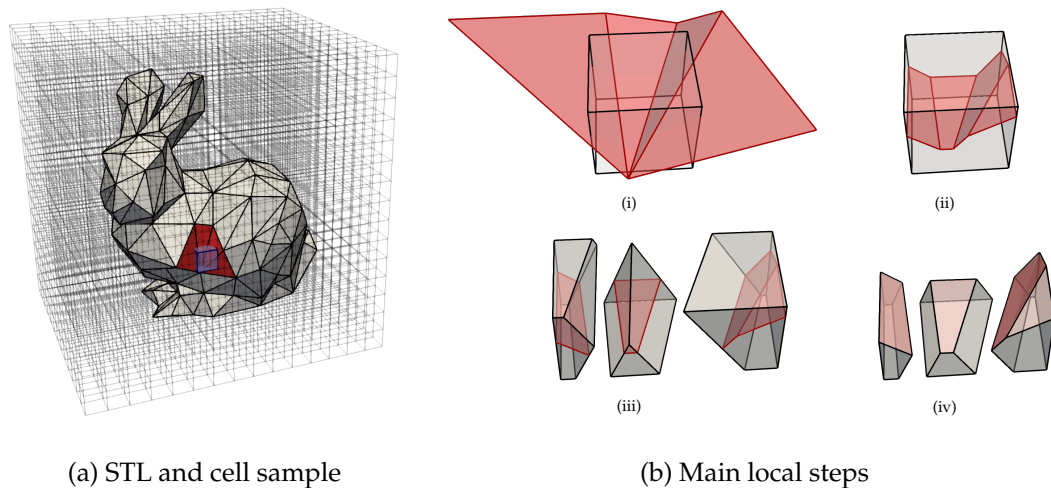 (i)
(ii)
(iii)
(iv)
(a) STL and cell sample
(b) Main local steps